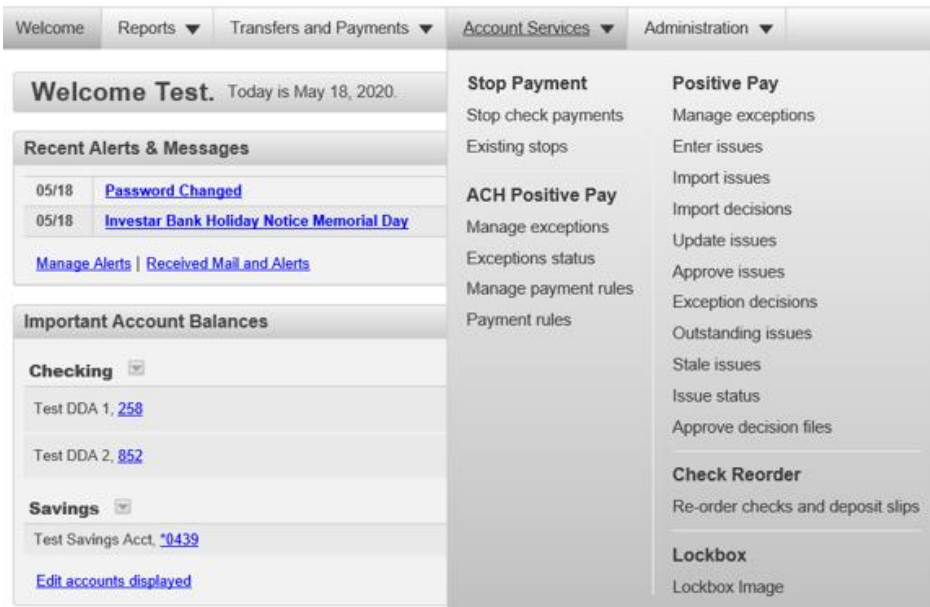 Welcome Reports Transfers and Payments Account Services Administration
Welcome Test. Today is May 18, 2020.
Recent Alerts & Messages
05/18 Password Changed
05/18 Investar Bank Holiday Notice Memorial Day
Manage Alerts | Received Mail and Alerts
Important Account Balances
Checking
Test DDA 1, 258
Test DDA 2, 852
Savings
Test Savings Acct, *0439
Edit accounts displayed
Stop Payment
Stop check payments
Existing stops
ACH Positive Pay
Manage exceptions
Exceptions status
Manage payment rules
Payment rules
Positive Pay
Manage exceptions
Enter issues
Import issues
Import decisions
Update issues
Approve issues
Exception decisions
Outstanding issues
Stale issues
Issue status
Approve decision files
Check Reorder
Re-order checks and deposit slips
Lockbox
Lockbox Image